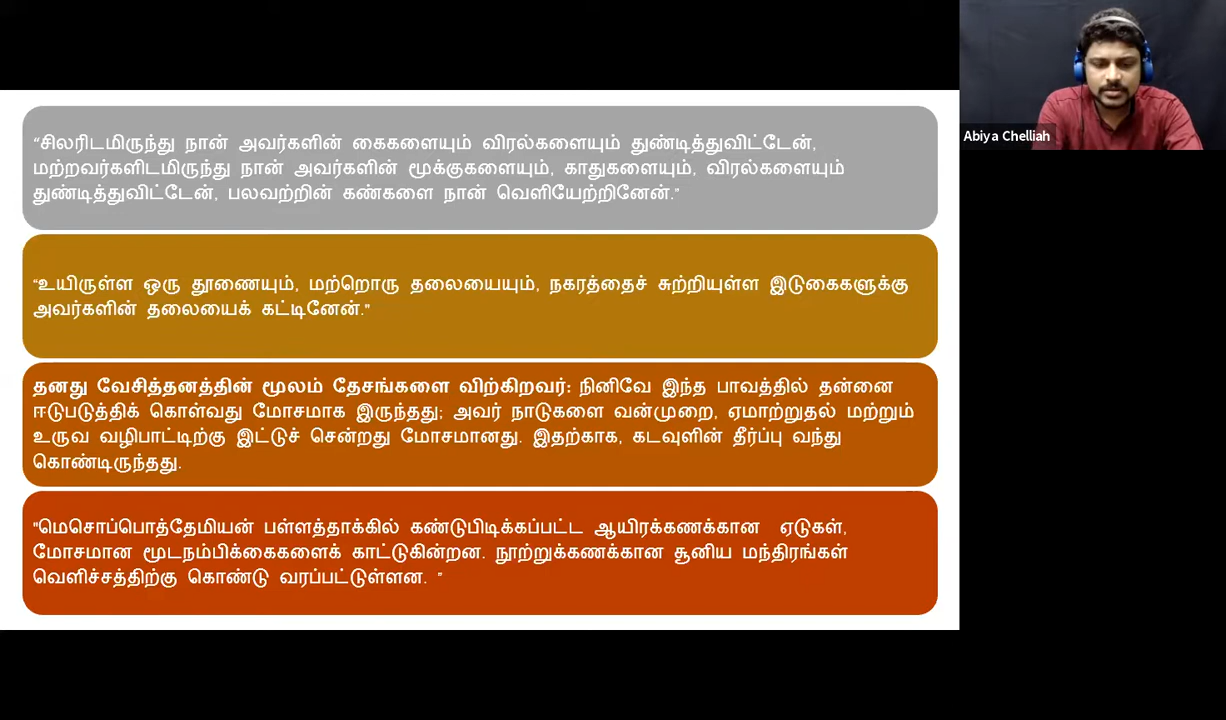 “சிலரிடமிருந்து நான் அவர்களின் கைகளையும் விரல்களையும் துண்டித்துவிட்டேன்,
மற்றவர்களிடமிருந்து நான் அவர்களின் மூக்குகளையும், காதுகளையும், விரல்களையும்
துண்டித்துவிட்டேன், பலவற்றின் கண்களை நான் வெளியேற்றினேன்.”
“உயிருள்ள ஒரு தூணையும், மற்றொரு தலையையும், நகரத்தைச் சுற்றியுள்ள இடுகைகளுக்கு
அவர்களின் தலையைக் கட்டினேன்."
தனது வேசித்தனத்தின் மூலம் தேசங்களை விற்கிறவர்: நினிவே இந்த பாவத்தில் தன்னை
ஈடுபடுத்திக் கொள்வது மோசமாக இருந்தது; அவர் நாடுகளை வன்முறை, ஏமாற்றுதல் மற்றும்
உருவ வழிபாட்டிற்கு இட்டுச் சென்றது மோசமானது. இதற்காக, கடவுளின் தீர்ப்பு வந்து
கொண்டிருந்தது.
"மெசொப்பொத்தேமியன் பள்ளத்தாக்கில் கண்டுபிடிக்கப்பட்ட ஆயிரக்கணக்கான ஏடுகள்,
மோசமான மூடநம்பிக்கைகளைக் காட்டுகின்றன. நூற்றுக்கணக்கான சூனிய மந்திரங்கள்
வெளிச்சத்திற்கு கொண்டு வரப்பட்டுள்ளன. ”
Abiya Chelliah